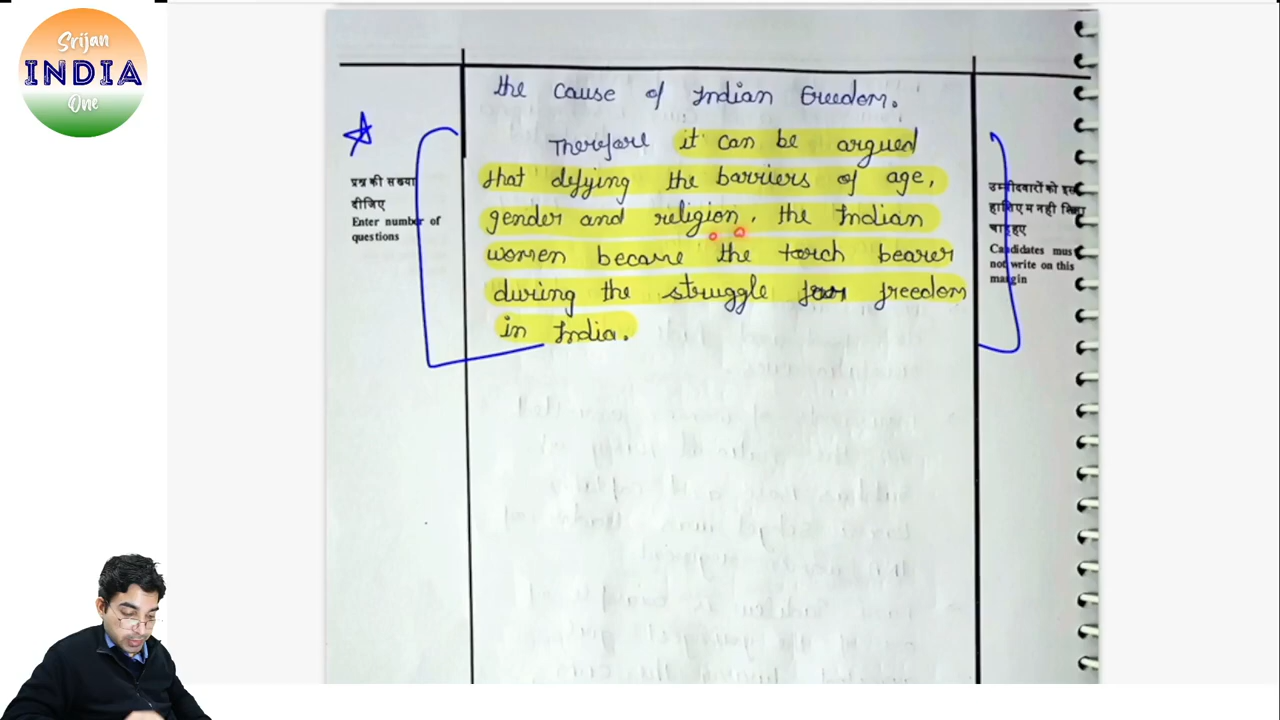 Srijan
INDIA
One
the cause of Indian freedom.
Therefore it can be argued
that defying the barriers of age,
gender and religion, the Indian
women became the torch bearer
during the struggle for freedom
in India.
प्रश्न की सख्या
दीजिए
Enter number of
questions
उम्मीदवारों को इस
हाशिए म नही
चाहिए
Candidates must
not write on this
margin